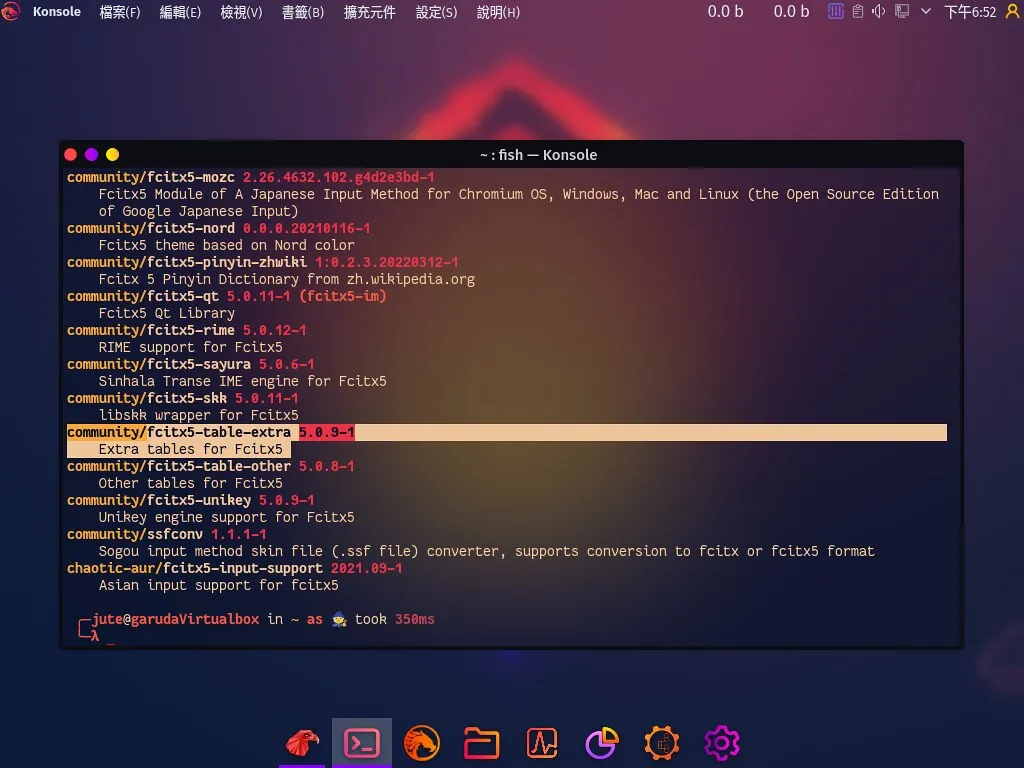 Konsole 檔案(F) 編輯(E) 檢視(V) 書籤(B) 擴充元件 設定(S) 說明(H) 0.0 b 0.0 b 下午6:52
~ : fish — Konsole
community/fcitx5-mozc 2.26.4632.102.g4d2e3bd-1
Fcitx5 Module of A Japanese Input Method for Chromium OS, Windows, Mac and Linux (the Open Source Edition
of Google Japanese Input)
community/fcitx5-nord 0.0.0.20210116-1
Fcitx5 theme based on Nord color
community/fcitx5-pinyin-zhwiki 1:0.2.3.20220312-1
Fcitx 5 Pinyin Dictionary from zh.wikipedia.org
community/fcitx5-qt 5.0.11-1 (fcitx5-im)
Fcitx5 Qt Library
community/fcitx5-rime 5.0.12-1
RIME support for Fcitx5
community/fcitx5-sayura 5.0.6-1
Sinhala Transe IME engine for Fcitx5
community/fcitx5-skk 5.0.11-1
libskk wrapper for Fcitx5
community/fcitx5-table-extra 5.0.9-1
Extra tables for Fcitx5
community/fcitx5-table-other 5.0.8-1
Other tables for Fcitx5
community/fcitx5-unikey 5.0.9-1
Unikey engine support for Fcitx5
community/ssfconv 1.1.1-1
Sogou input method skin file (.ssf file) converter, supports conversion to fcitx or fcitx5 format
chaotic-aur/fcitx5-input-support 2021.09-1
Asian input support for fcitx5
╭─jute@garudaVirtualbox in ~ as 🧙 took 350ms
╰─λ _